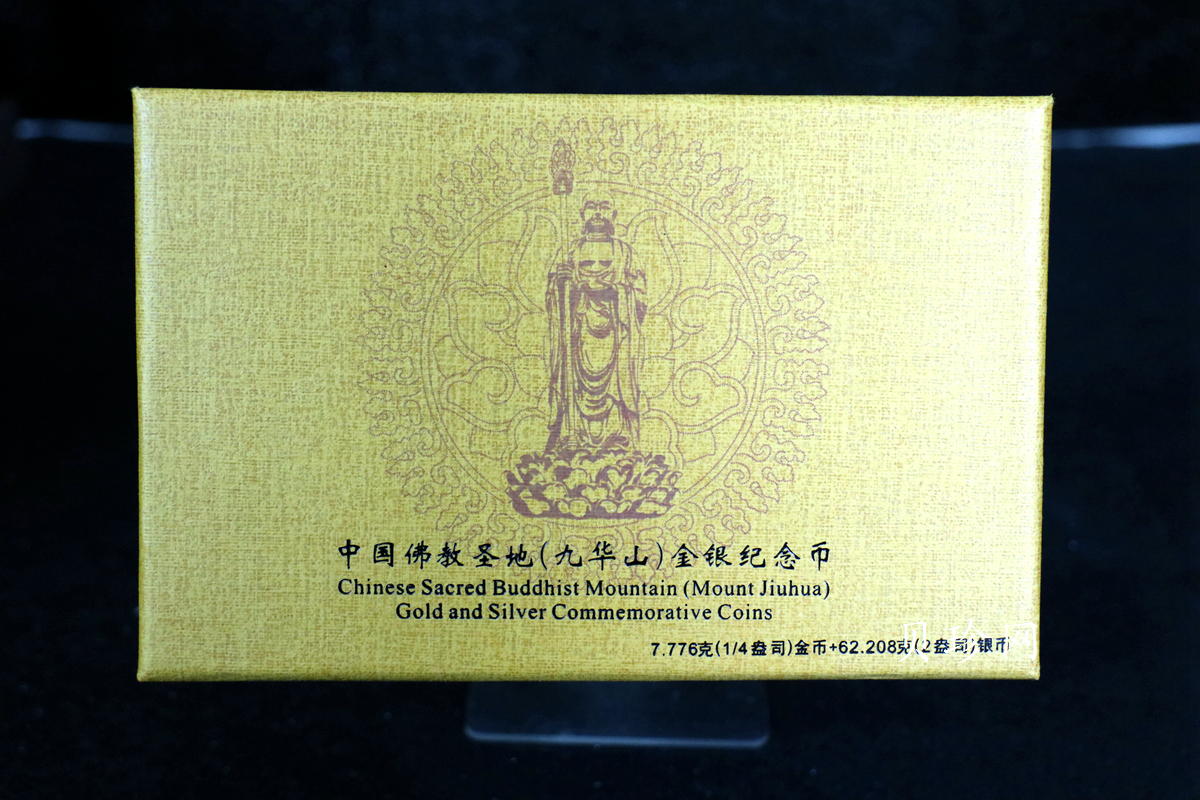 中国佛教圣地(九华山)金银纪念币
Chinese Sacred Buddhist Mountain (Mount Jiuhua)
Gold and Silver Commemorative Coins
7.776克(1/4盎司)金币+62.208克(2盎司)银币